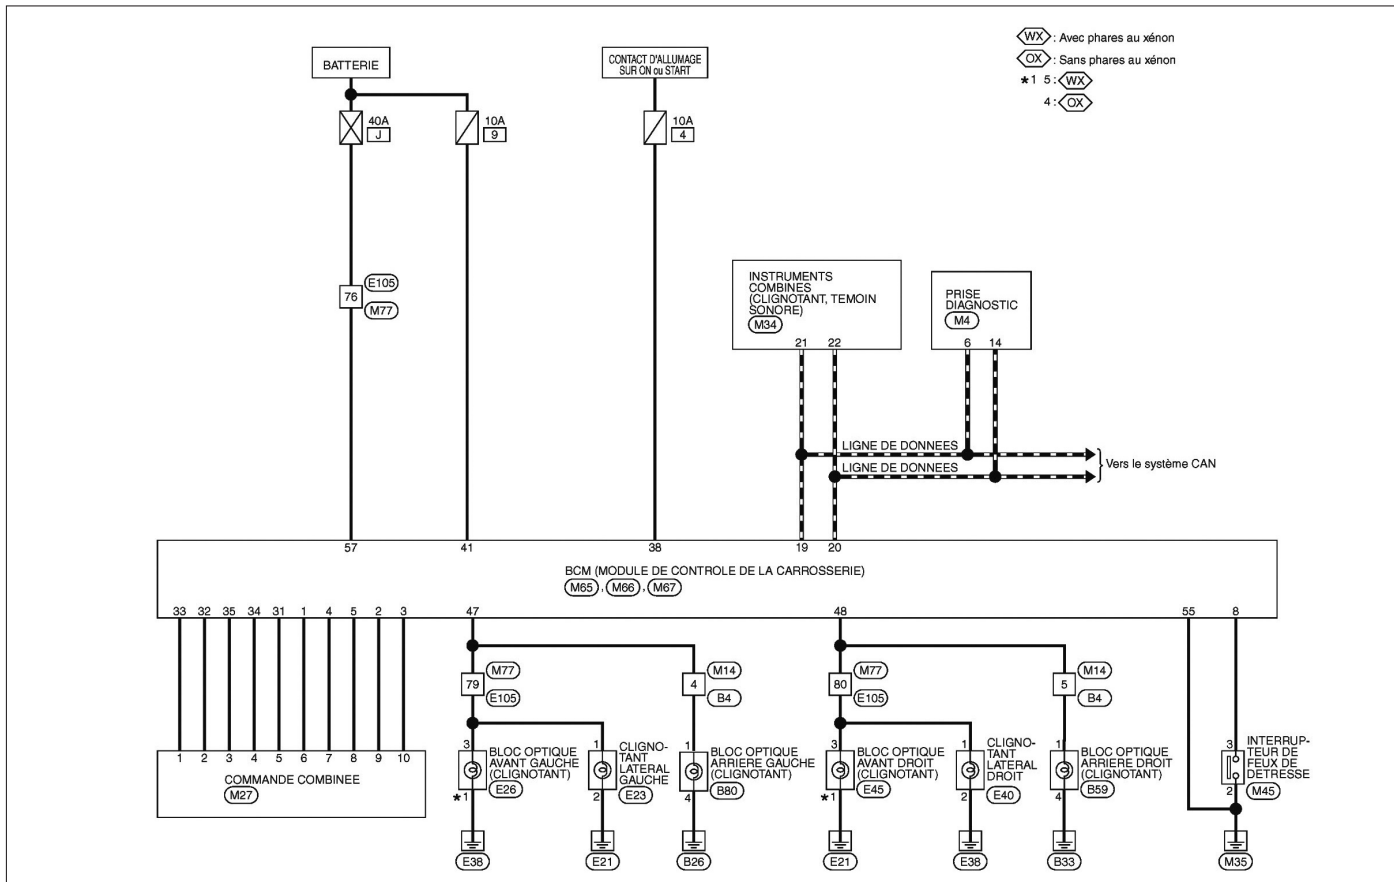 WX : Avec phares au xénon
OX : Sans phares au xénon
*1 5: WX
4: OX
BATTERIE
CONTACT D'ALLUMAGE
SUR ON ou START
40A
J
10A
9
10A
4
76
E105
M77
INSTRUMENTS
COMBINES
(CLIGNOTANT, TEMOIN
SONORE)
M34
21 22
PRISE
DIAGNOSTIC
M4
6 14
LIGNE DE DONNEES
LIGNE DE DONNEES
Vers le système CAN
57 41 38 19 20
BCM (MODULE DE CONTROLE DE LA CARROSSERIE)
M65 , M66 , M67
33 32 35 34 31 1 4 5 2 3 47 48 55 8
79
M77
E105
4
M14
B4
80
M77
E105
5
M14
B4
1 2 3 4 5 6 7 8 9 10
COMMANDE COMBINEE
M27
3
BLOC OPTIQUE
AVANT GAUCHE
(CLIGNOTANT)
E26
*1
E38
1
CLIGNO-
TANT
LATERAL
GAUCHE
E23
2
E21
1
BLOC OPTIQUE
ARRIERE GAUCHE
(CLIGNOTANT)
B80
4
B26
3
BLOC OPTIQUE
AVANT DROIT
(CLIGNOTANT)
E45
*1
E21
1
CLIGNO-
TANT
LATERAL
DROIT
E40
2
E38
1
BLOC OPTIQUE
ARRIERE DROIT
(CLIGNOTANT)
B59
4
B33
3
INTERRUP-
TEUR DE
FEUX DE
DETRESSE
M45
2
M35